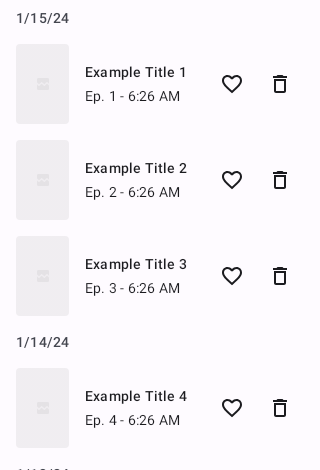 1/15/24
Example Title 1
Ep. 1 - 6:26 AM
Example Title 2
Ep. 2 - 6:26 AM
Example Title 3
Ep. 3 - 6:26 AM
1/14/24
Example Title 4
Ep. 4 - 6:26 AM